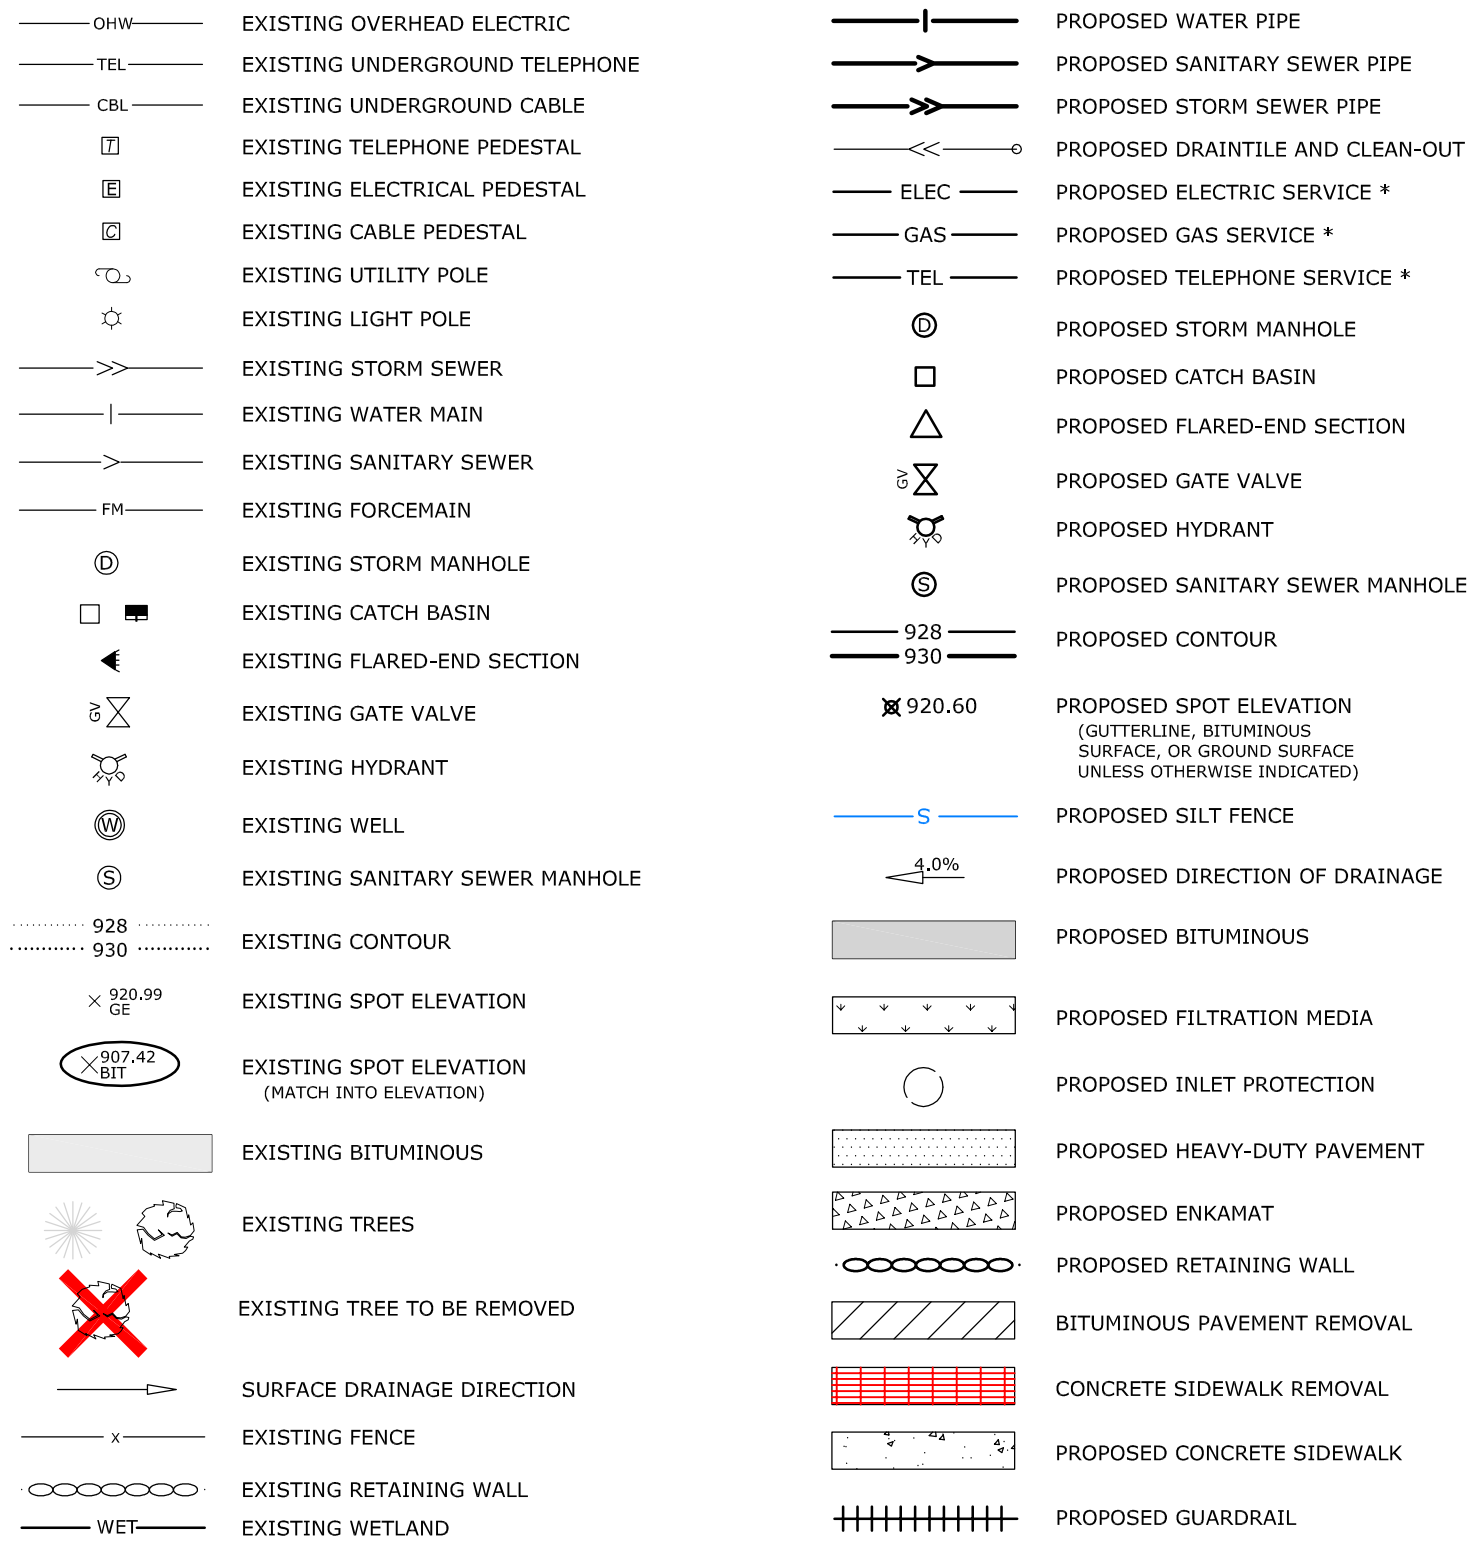 OHW EXISTING OVERHEAD ELECTRIC
TEL EXISTING UNDERGROUND TELEPHONE
CBL EXISTING UNDERGROUND CABLE
T EXISTING TELEPHONE PEDESTAL
E EXISTING ELECTRICAL PEDESTAL
C EXISTING CABLE PEDESTAL
EXISTING UTILITY POLE
EXISTING LIGHT POLE
EXISTING STORM SEWER
EXISTING WATER MAIN
EXISTING SANITARY SEWER
FM EXISTING FORCEMAIN
D EXISTING STORM MANHOLE
EXISTING CATCH BASIN
EXISTING FLARED-END SECTION
GV EXISTING GATE VALVE
HYD EXISTING HYDRANT
W EXISTING WELL
S EXISTING SANITARY SEWER MANHOLE
928
930
EXISTING CONTOUR
920.99
GE
EXISTING SPOT ELEVATION
907.42
BIT
EXISTING SPOT ELEVATION
(MATCH INTO ELEVATION)
EXISTING BITUMINOUS
EXISTING TREES
EXISTING TREE TO BE REMOVED
SURFACE DRAINAGE DIRECTION
x EXISTING FENCE
EXISTING RETAINING WALL
WET EXISTING WETLAND
PROPOSED WATER PIPE
PROPOSED SANITARY SEWER PIPE
PROPOSED STORM SEWER PIPE
PROPOSED DRAINTILE AND CLEAN-OUT
ELEC PROPOSED ELECTRIC SERVICE *
GAS PROPOSED GAS SERVICE *
TEL PROPOSED TELEPHONE SERVICE *
D PROPOSED STORM MANHOLE
PROPOSED CATCH BASIN
PROPOSED FLARED-END SECTION
GV PROPOSED GATE VALVE
HYD PROPOSED HYDRANT
S PROPOSED SANITARY SEWER MANHOLE
928
930
PROPOSED CONTOUR
920.60 PROPOSED SPOT ELEVATION
(GUTTERLINE, BITUMINOUS
SURFACE, OR GROUND SURFACE
UNLESS OTHERWISE INDICATED)
S PROPOSED SILT FENCE
4.0% PROPOSED DIRECTION OF DRAINAGE
PROPOSED BITUMINOUS
PROPOSED FILTRATION MEDIA
PROPOSED INLET PROTECTION
PROPOSED HEAVY-DUTY PAVEMENT
PROPOSED ENKAMAT
PROPOSED RETAINING WALL
BITUMINOUS PAVEMENT REMOVAL
CONCRETE SIDEWALK REMOVAL
PROPOSED CONCRETE SIDEWALK
PROPOSED GUARDRAIL